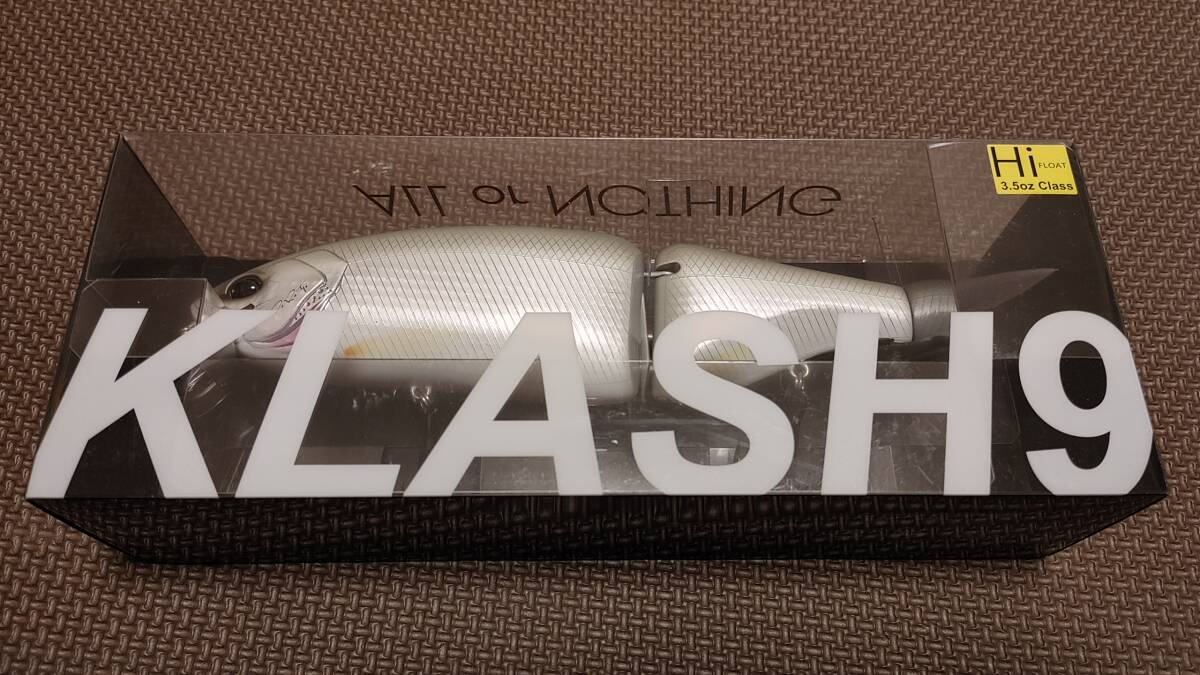 Hi FLOAT
3.5oz Class
ALL or NOTHING
KLASH9